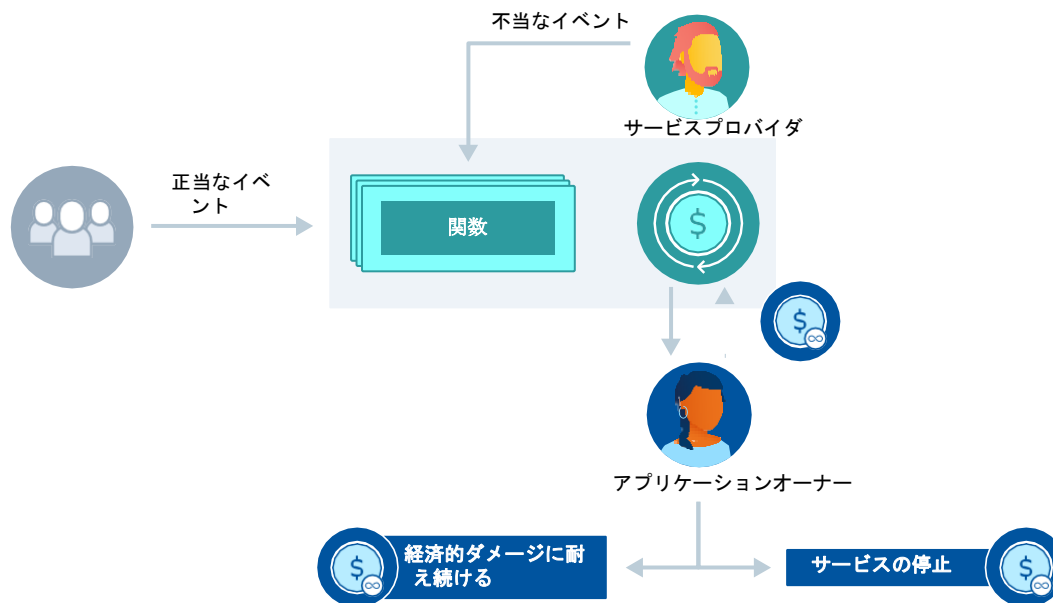 不当なイベント
サービスプロバイダ
正当なイベ
ント
関数
$
$
アプリケーションオーナー
$
経済的ダメージに耐
え続ける
サービスの停止
$